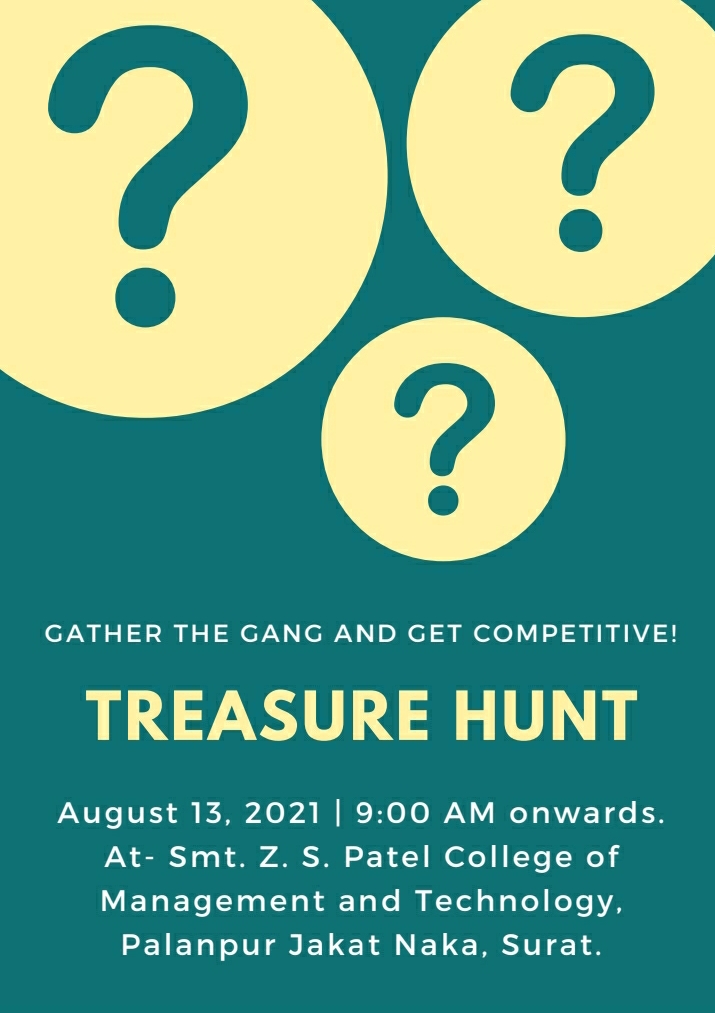 ?
?
?
GATHER THE GANG AND GET COMPETITIVE!
TREASURE HUNT
August 13, 2021 | 9:00 AM onwards.
At- Smt. Z. S. Patel College of
Management and Technology,
Palanpur Jakat Naka, Surat.